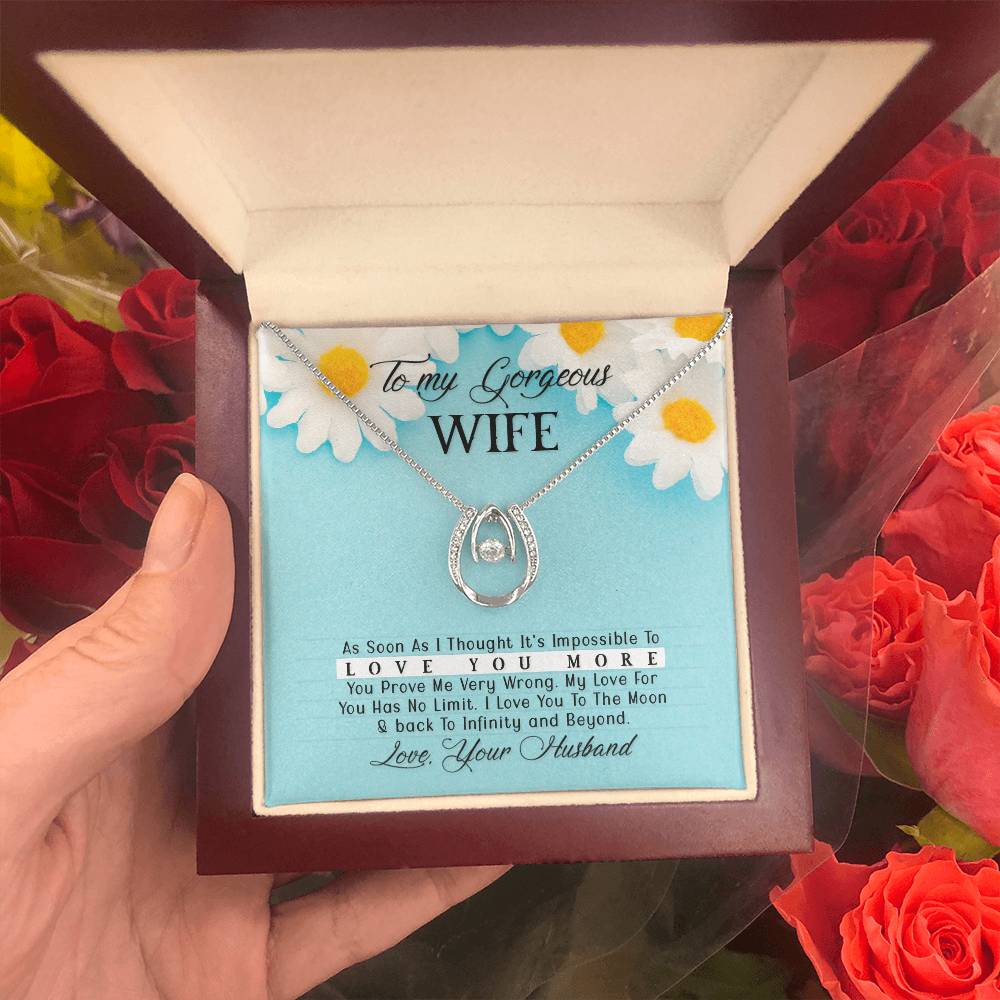 To my Gorgeous
WIFE
As Soon As I Thought It's Impossible To
LOVE YOU MORE
You Prove Me Very Wrong. My Love For
You Has No Limit. I Love You To The Moon
& back To Infinity and Beyond.
Love, Your Husband